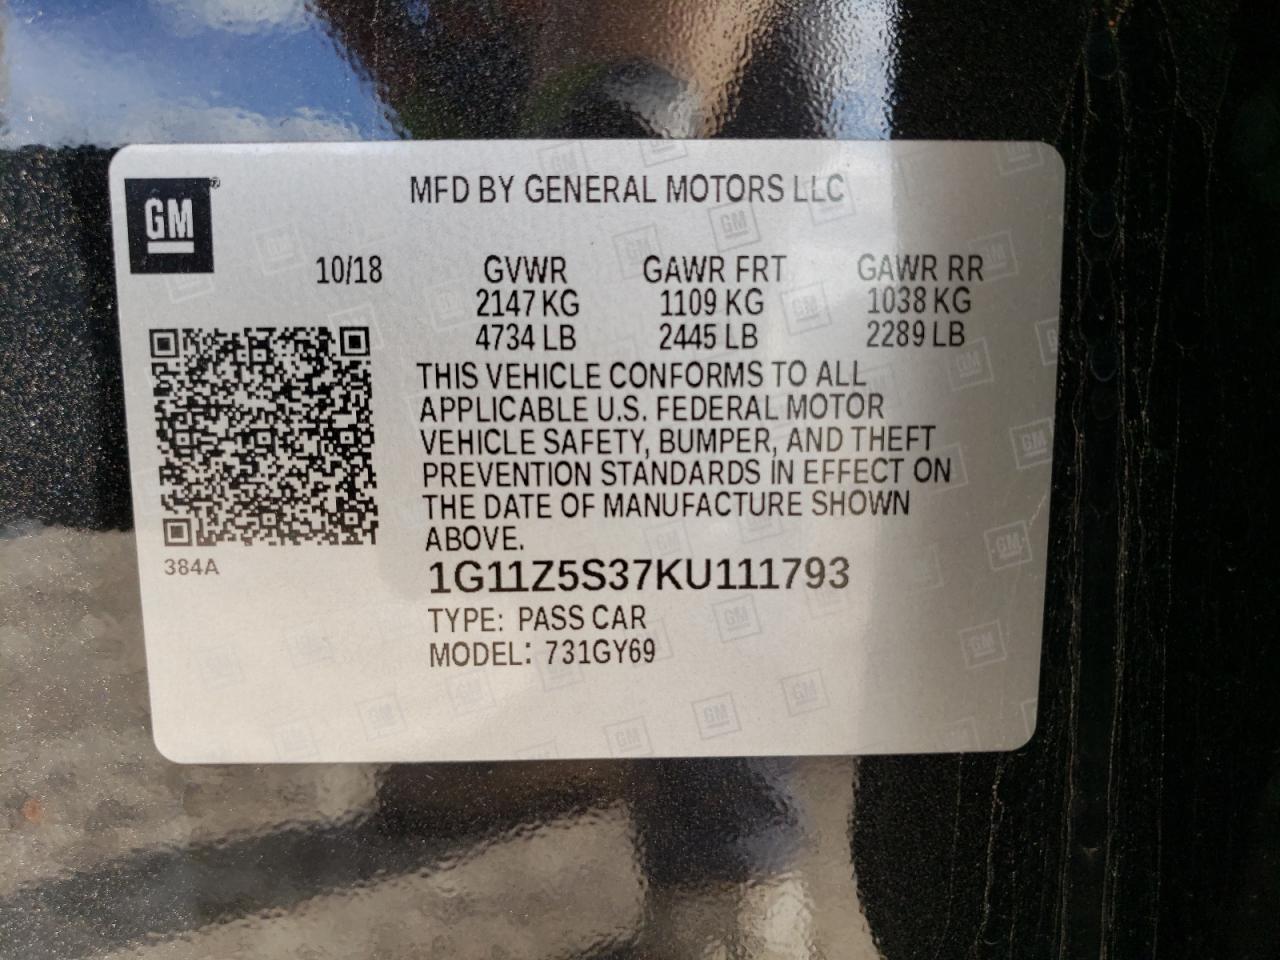 GM
MFD BY GENERAL MOTORS LLC
10/18 GVWR GAWR FRT GAWR RR
2147 KG 1109 KG 1038 KG
4734 LB 2445 LB 2289 LB
THIS VEHICLE CONFORMS TO ALL
APPLICABLE U.S. FEDERAL MOTOR
VEHICLE SAFETY, BUMPER, AND THEFT
PREVENTION STANDARDS IN EFFECT ON
THE DATE OF MANUFACTURE SHOWN
ABOVE.
384A
1G11Z5S37KU111793
TYPE: PASS CAR
MODEL: 731GY69